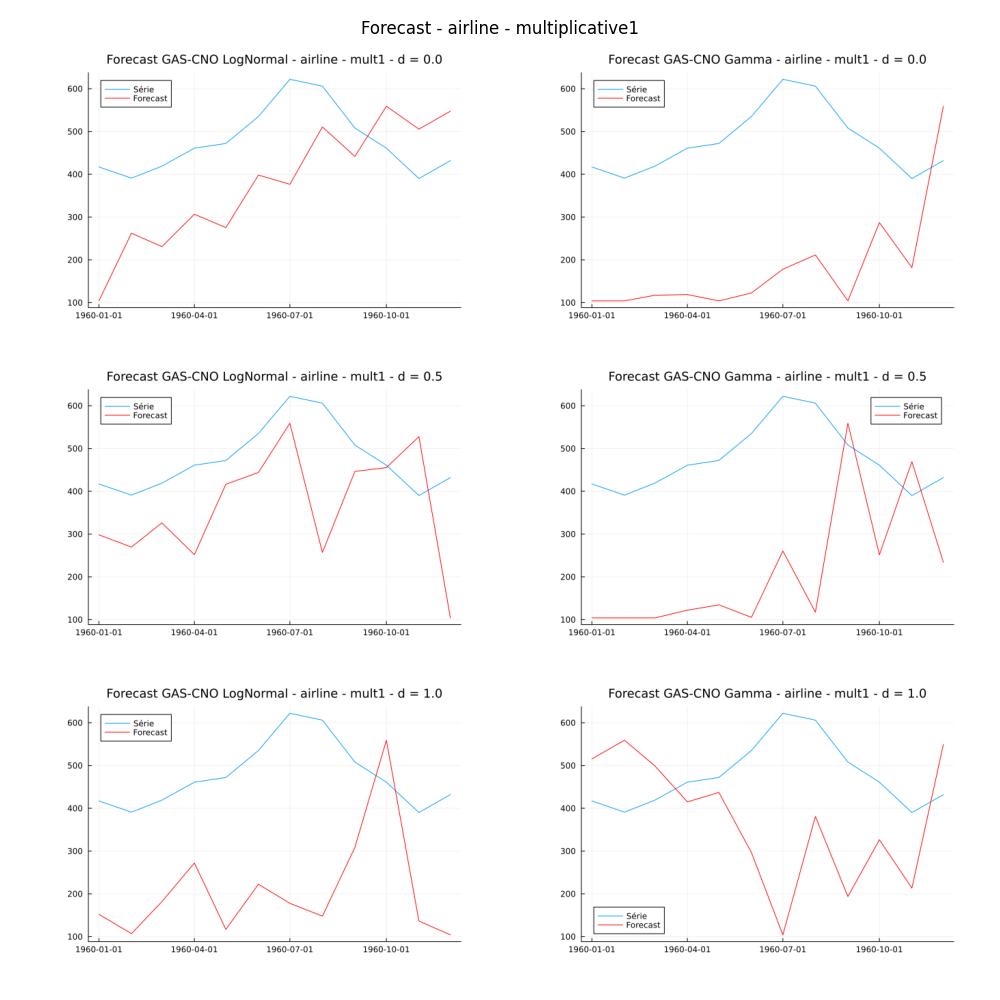 Forecast - airline - multiplicative1
Forecast GAS-CNO LogNormal - airline - mult1 - d = 0.0
Série
Forecast
600
500
400
300
200
100
1960-01-01 1960-04-01 1960-07-01 1960-10-01
Forecast GAS-CNO Gamma - airline - mult1 - d = 0.0
Série
Forecast
600
500
400
300
200
100
1960-01-01 1960-04-01 1960-07-01 1960-10-01
Forecast GAS-CNO LogNormal - airline - mult1 - d = 0.5
Série
Forecast
600
500
400
300
200
100
1960-01-01 1960-04-01 1960-07-01 1960-10-01
Forecast GAS-CNO Gamma - airline - mult1 - d = 0.5
Série
Forecast
600
500
400
300
200
100
1960-01-01 1960-04-01 1960-07-01 1960-10-01
Forecast GAS-CNO LogNormal - airline - mult1 - d = 1.0
Série
Forecast
600
500
400
300
200
100
1960-01-01 1960-04-01 1960-07-01 1960-10-01
Forecast GAS-CNO Gamma - airline - mult1 - d = 1.0
600
500
400
300
200
100
Série
Forecast
1960-01-01 1960-04-01 1960-07-01 1960-10-01